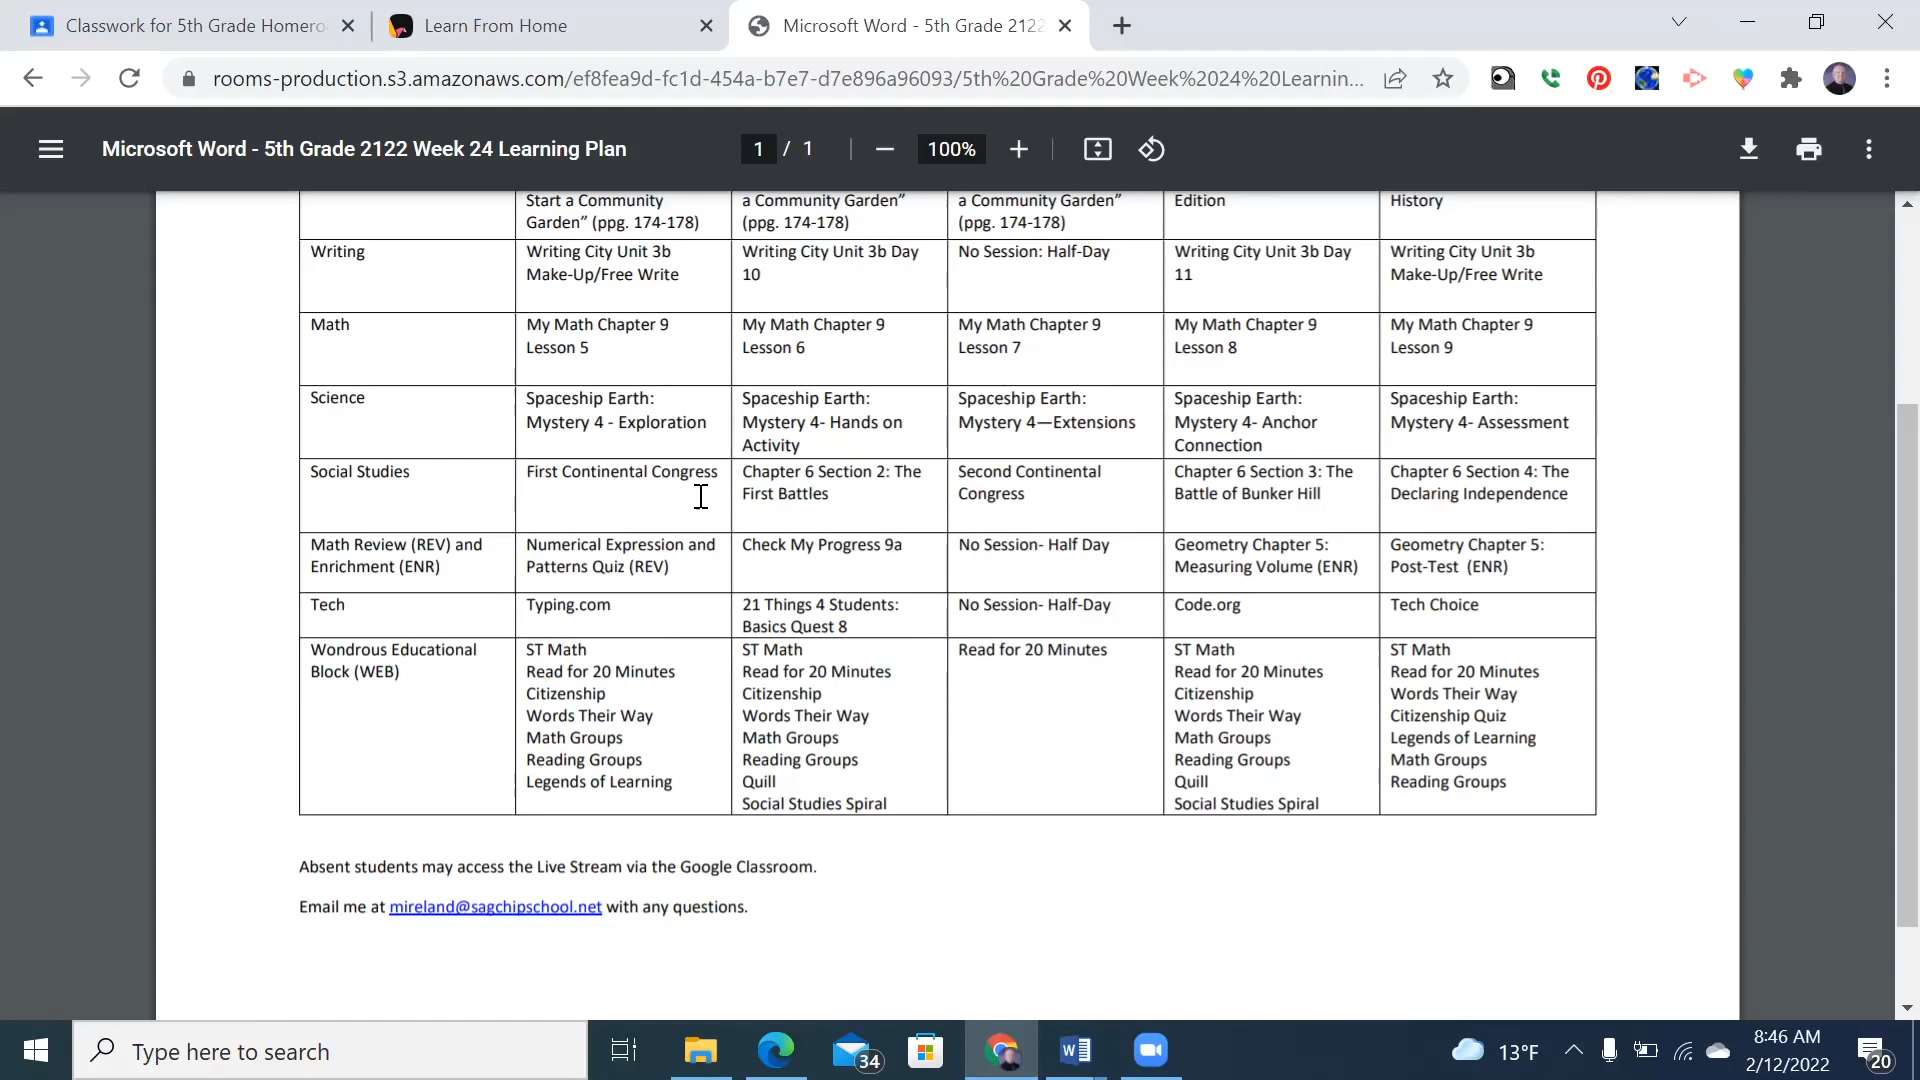 Classwork for 5th Grade Homero
Learn From Home
Microsoft Word - 5th Grade 2122
rooms-production.s3.amazonaws.com/ef8fea9d-fc1d-454a-b7e7-d7e896a96093/5th%20Grade%20Week%2024%20Learnin...
Microsoft Word - 5th Grade 2122 Week 24 Learning Plan
1 / 1
100%
Start a Community
Garden” (ppg. 174-178)
a Community Garden”
(ppg. 174-178)
a Community Garden”
(ppg. 174-178)
Edition
History
Writing
Writing City Unit 3b
Make-Up/Free Write
Writing City Unit 3b Day
10
No Session: Half-Day
Writing City Unit 3b Day
11
Writing City Unit 3b
Make-Up/Free Write
Math
My Math Chapter 9
Lesson 5
My Math Chapter 9
Lesson 6
My Math Chapter 9
Lesson 7
My Math Chapter 9
Lesson 8
My Math Chapter 9
Lesson 9
Science
Spaceship Earth:
Mystery 4 - Exploration
Spaceship Earth:
Mystery 4- Hands on
Activity
Spaceship Earth:
Mystery 4—Extensions
Spaceship Earth:
Mystery 4- Anchor
Connection
Spaceship Earth:
Mystery 4- Assessment
Social Studies
First Continental Congress
Chapter 6 Section 2: The
First Battles
Second Continental
Congress
Chapter 6 Section 3: The
Battle of Bunker Hill
Chapter 6 Section 4: The
Declaring Independence
Math Review (REV) and
Enrichment (ENR)
Numerical Expression and
Patterns Quiz (REV)
Check My Progress 9a
No Session- Half Day
Geometry Chapter 5:
Measuring Volume (ENR)
Geometry Chapter 5:
Post-Test (ENR)
Tech
Typing.com
21 Things 4 Students:
Basics Quest 8
No Session- Half-Day
Code.org
Tech Choice
Wondrous Educational
Block (WEB)
ST Math
Read for 20 Minutes
Citizenship
Words Their Way
Math Groups
Reading Groups
Legends of Learning
ST Math
Read for 20 Minutes
Citizenship
Words Their Way
Math Groups
Reading Groups
Quill
Social Studies Spiral
Read for 20 Minutes
ST Math
Read for 20 Minutes
Citizenship
Words Their Way
Math Groups
Reading Groups
Quill
Social Studies Spiral
ST Math
Read for 20 Minutes
Words Their Way
Citizenship Quiz
Legends of Learning
Math Groups
Reading Groups
Absent students may access the Live Stream via the Google Classroom.
Email me at mireland@sagchipschool.net with any questions.
Type here to search
34
13°F
8:46 AM
2/12/2022
20